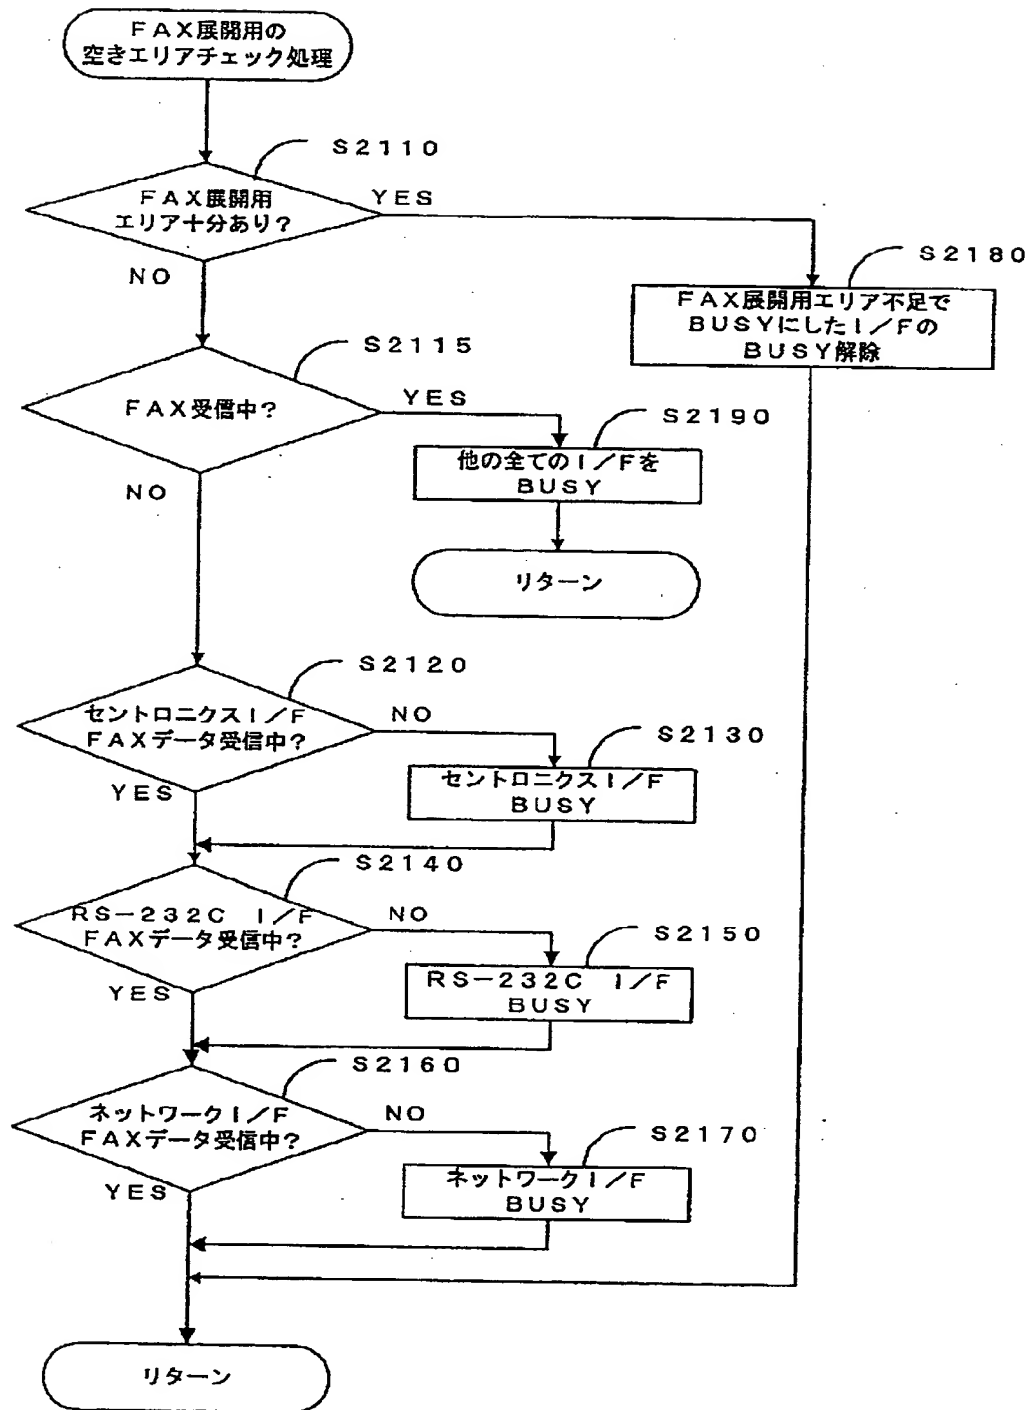 FAX展開用の
空きエリアチェック処理
S2110
FAX展開用
エリア十分あり?
YES
NO
S2180
FAX展開用エリア不足で
BUSYにしたI/Fの
BUSY解除
S2115
FAX受信中?
YES
NO
S2190
他の全てのI/Fを
BUSY
リターン
S2120
セントロニクスI/F
FAXデータ受信中?
NO
YES
S2130
セントロニクスI/F
BUSY
S2140
RS-232C I/F
FAXデータ受信中?
NO
YES
S2150
RS-232C I/F
BUSY
S2160
ネットワークI/F
FAXデータ受信中?
NO
YES
S2170
ネットワークI/F
BUSY
リターン